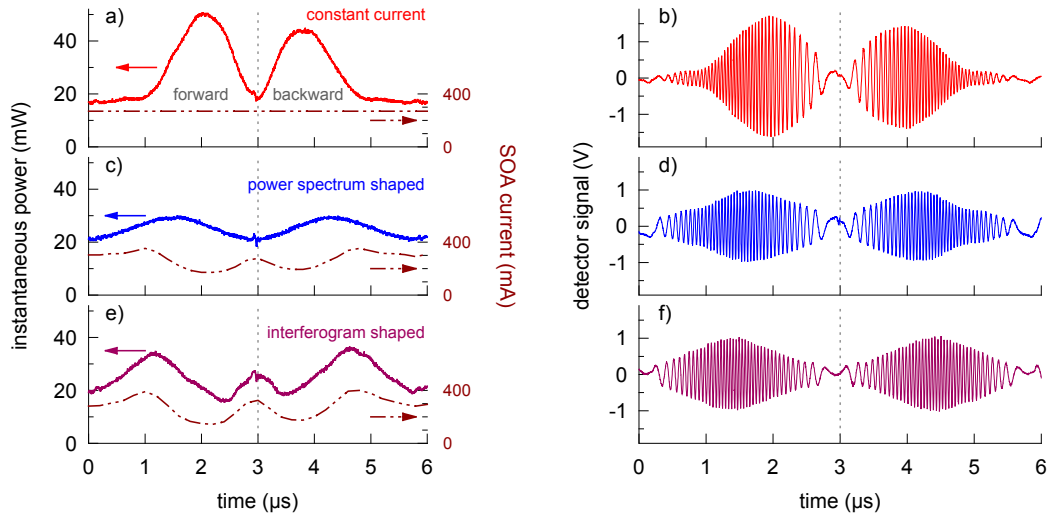 a)
constant current
40
20
0
forward
backward
400
200
0
c)
power spectrum shaped
40
20
0
400
200
0
e)
interferogram shaped
40
20
0
400
200
0
0 1 2 3 4 5 6
time (µs)
instantaneous power (mW)
SOA current (mA)
b)
1
0
-1
d)
1
0
-1
f)
1
0
-1
0 1 2 3 4 5 6
time (µs)
detector signal (V)